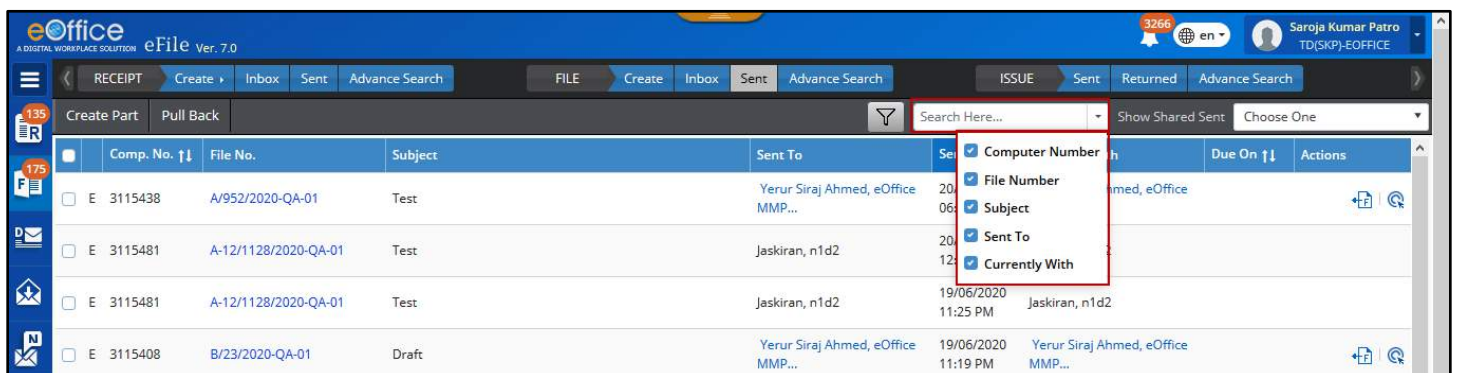 eOffice
A DIGITAL WORKPLACE SOLUTION eFile Ver. 7.0
3266
en
Saroja Kumar Patro
TD(SKP)-EOFFICE
RECEIPT Create Inbox Sent Advance Search FILE Create Inbox Sent Advance Search ISSUE Sent Returned Advance Search
135
R
Create Part Pull Back Search Here... Show Shared Sent Choose One
Comp. No. File No. Subject Sent To Due On Actions
175
F
Computer Number
File Number
Subject
Sent To
Currently With
E 3115438 A/952/2020-QA-01 Test Yerur Siraj Ahmed, eOffice
MMP...
D
E 3115481 A-12/1128/2020-QA-01 Test Jaskiran, n1d2
E 3115481 A-12/1128/2020-QA-01 Test Jaskiran, n1d2 19/06/2020
11:25 PM Jaskiran, n1d2
N
E 3115408 B/23/2020-QA-01 Draft Yerur Siraj Ahmed, eOffice
MMP... 19/06/2020
11:19 PM Yerur Siraj Ahmed, eOffice
MMP...